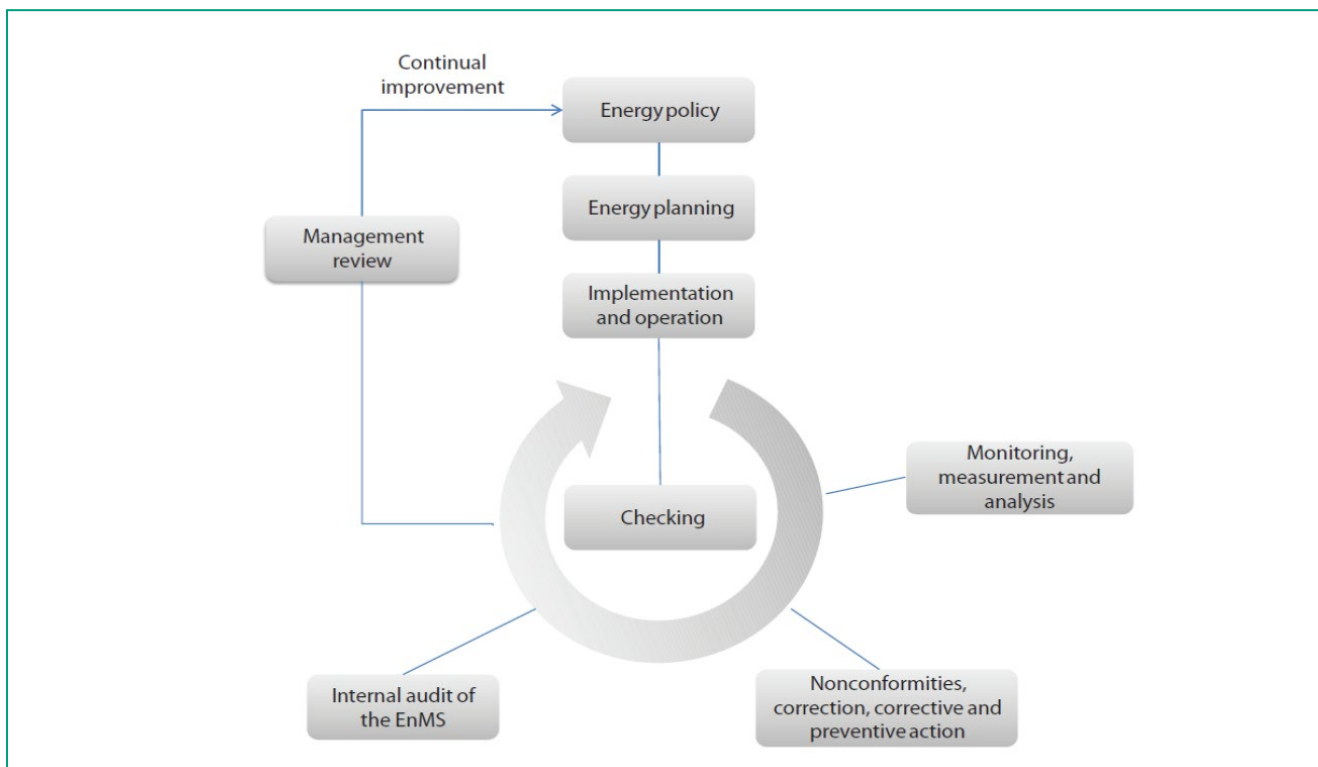 Continual
improvement
Energy policy
Energy planning
Management
review
Implementation
and operation
Monitoring,
measurement and
analysis
Checking
Internal audit of
the EnMS
Nonconformities,
correction, corrective and
preventive action